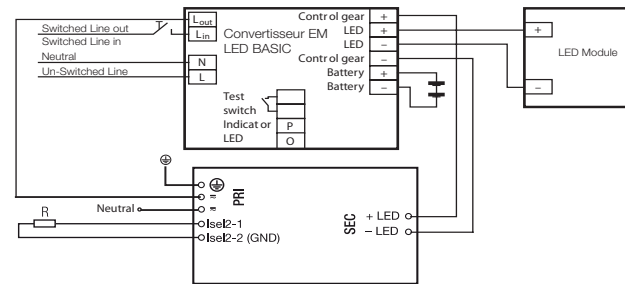 Switched Line out
Switched Line in
Neutral
Un-Switched Line
Lout
Lin
N
L
Convertisseur EM
LED BASIC
Test
switch
Indicator
LED
P
O
Control gear +
LED +
LED –
Control gear –
Battery +
Battery –
+
–
LED Module
R
Neutral
PRI
Isel2-1
Isel2-2 (GND)
SEC
+ LED
– LED